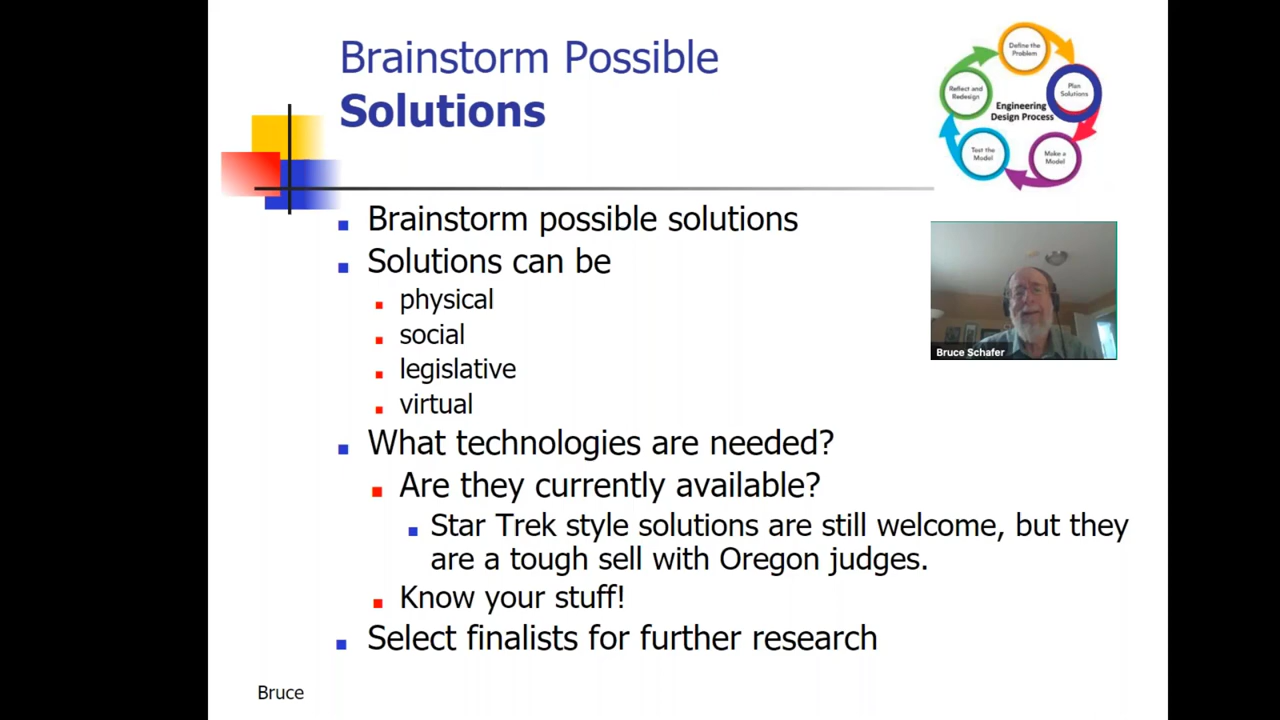 Brainstorm Possible
Solutions
Define the
Problem
Plan
Solutions
Make a
Model
Test the
Model
Reflect and
Redesign
Engineering
Design Process
Brainstorm possible solutions
Solutions can be
physical
social
legislative
virtual
What technologies are needed?
Are they currently available?
Star Trek style solutions are still welcome, but they
are a tough sell with Oregon judges.
Know your stuff!
Select finalists for further research
Bruce Schafer
Bruce